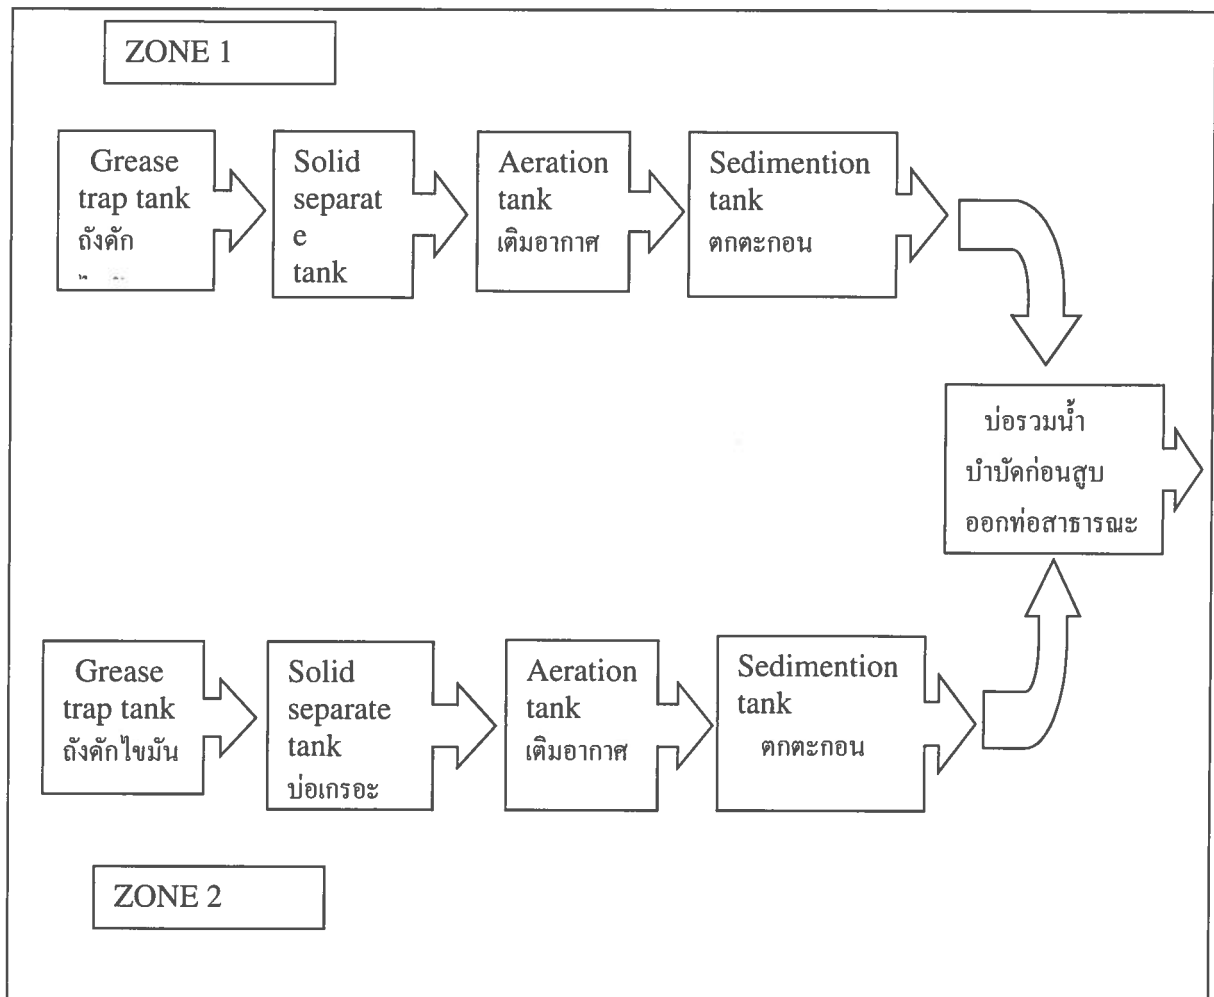 ZONE 1
Grease
trap tank
ถังดัก
Solid
separat
e
tank
Aeration
tank
เติมอากาศ
Sedimention
tank
ตกตะกอน
บ่อรวมน้ำ
บำบัดก่อนสูบ
ออกท่อสาธารณะ
Grease
trap tank
ถังดักไขมัน
Solid
separate
tank
บ่อเกรอะ
Aeration
tank
เติมอากาศ
Sedimention
tank
ตกตะกอน
ZONE 2